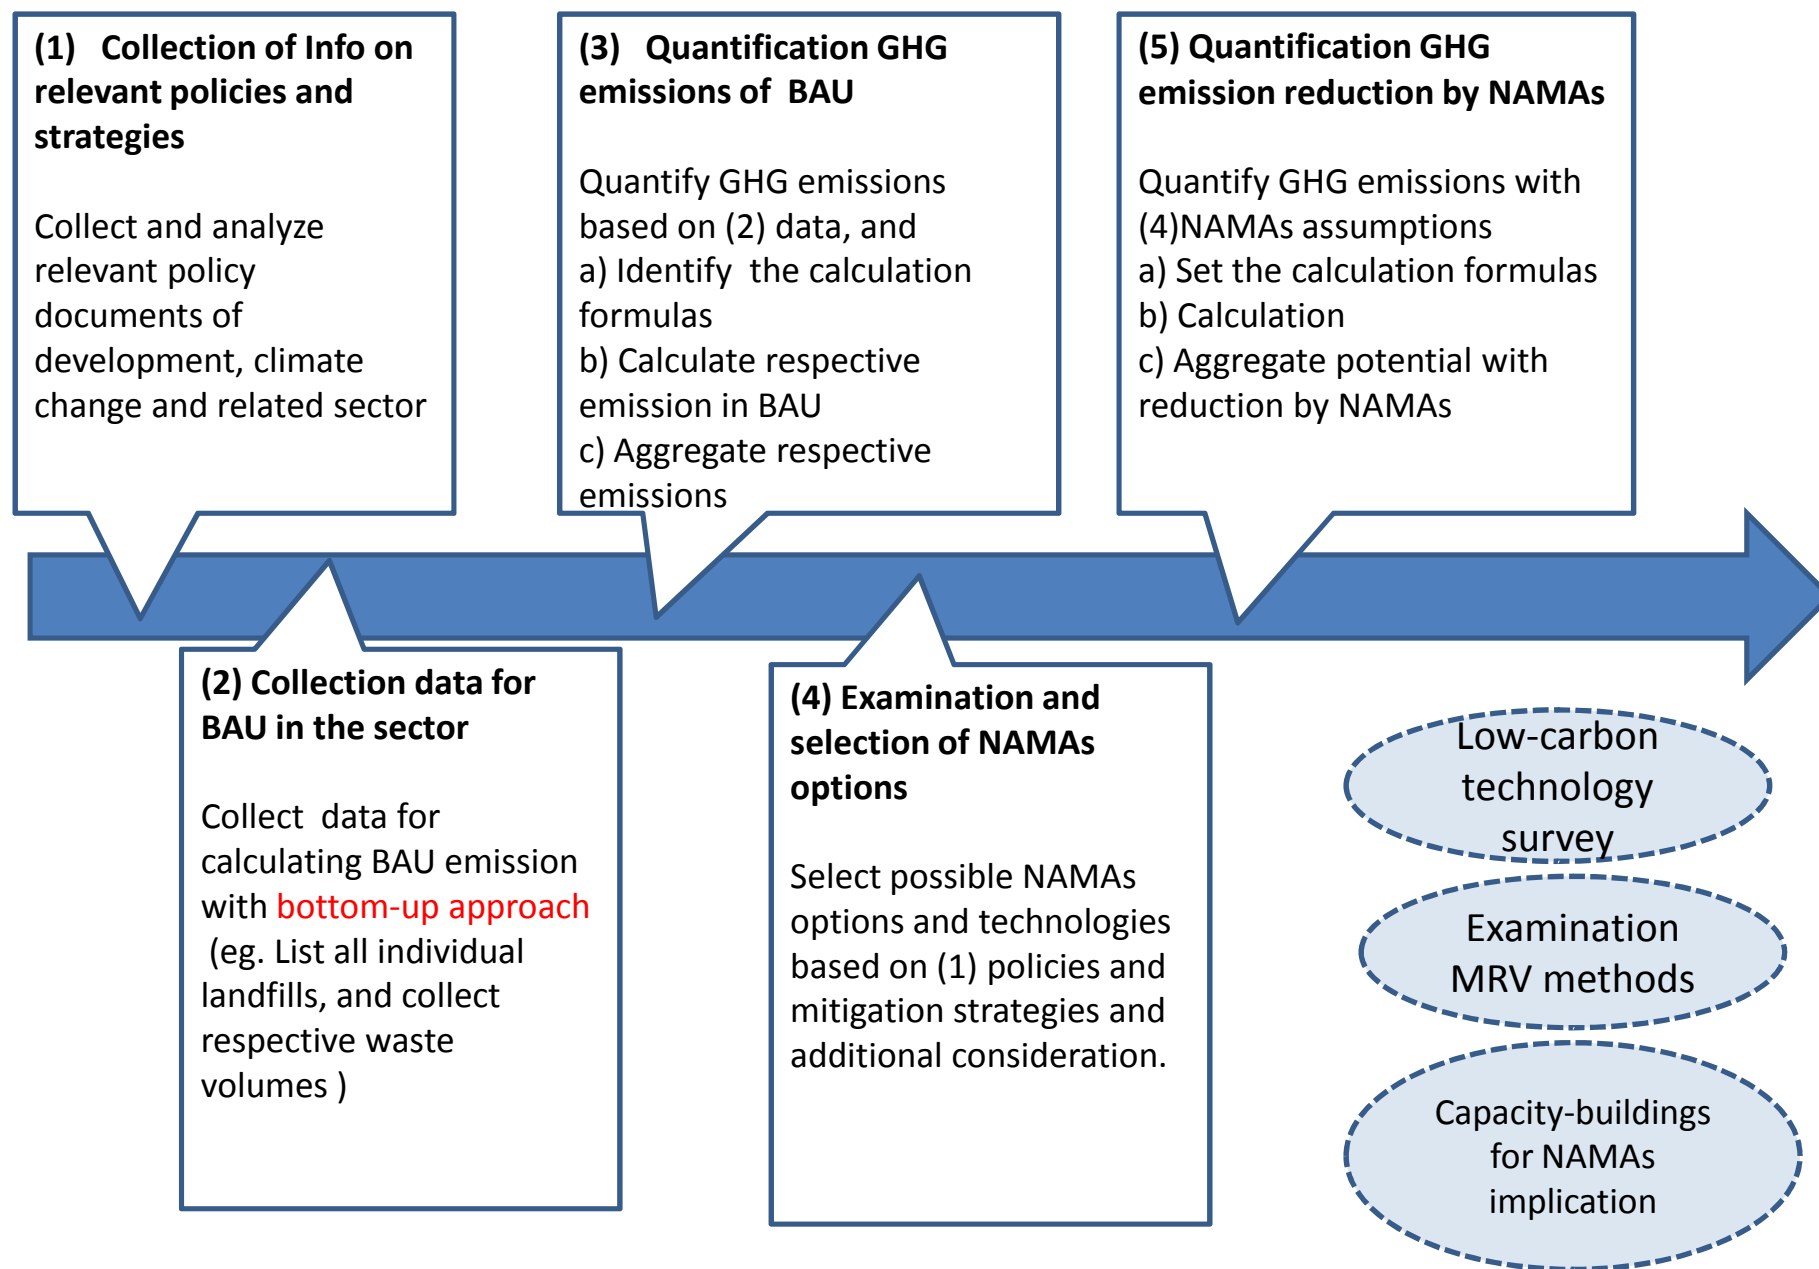 (1) Collection of Info on
relevant policies and
strategies
Collect and analyze
relevant policy
documents of
development, climate
change and related sector
(2) Collection data for
BAU in the sector
Collect data for
calculating BAU emission
with bottom-up approach
(eg. List all individual
landfills, and collect
respective waste
volumes )
(3) Quantification GHG
emissions of BAU
Quantify GHG emissions
based on (2) data, and
a) Identify the calculation
formulas
b) Calculate respective
emission in BAU
c) Aggregate respective
emissions
(4) Examination and
selection of NAMAs
options
Select possible NAMAs
options and technologies
based on (1) policies and
mitigation strategies and
additional consideration.
(5) Quantification GHG
emission reduction by NAMAs
Quantify GHG emissions with
(4)NAMAs assumptions
a) Set the calculation formulas
b) Calculation
c) Aggregate potential with
reduction by NAMAs
Low-carbon
technology
survey
Examination
MRV methods
Capacity-buildings
for NAMAs
implication